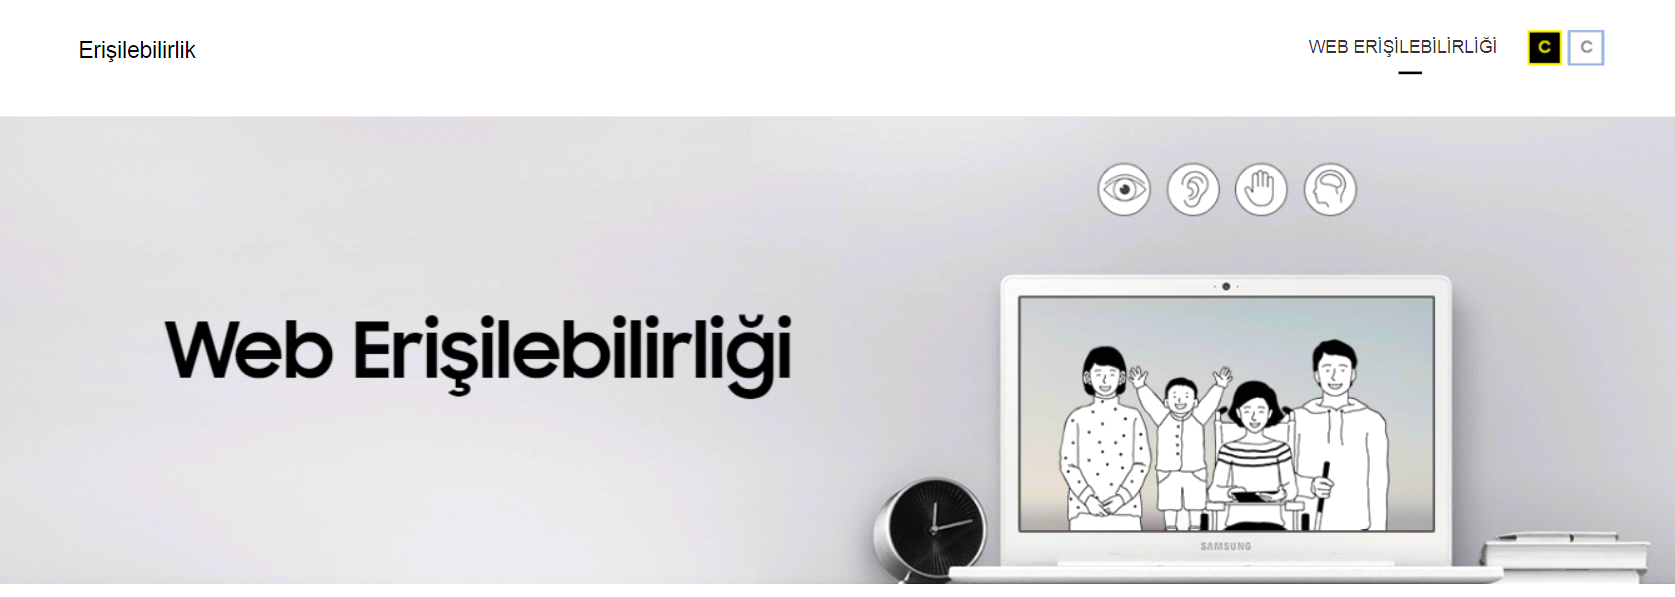 Erişilebilirlik
WEB ERİŞİLEBİLİRLİĞİ C C
Web Erişilebilirliği
SAMSUNG